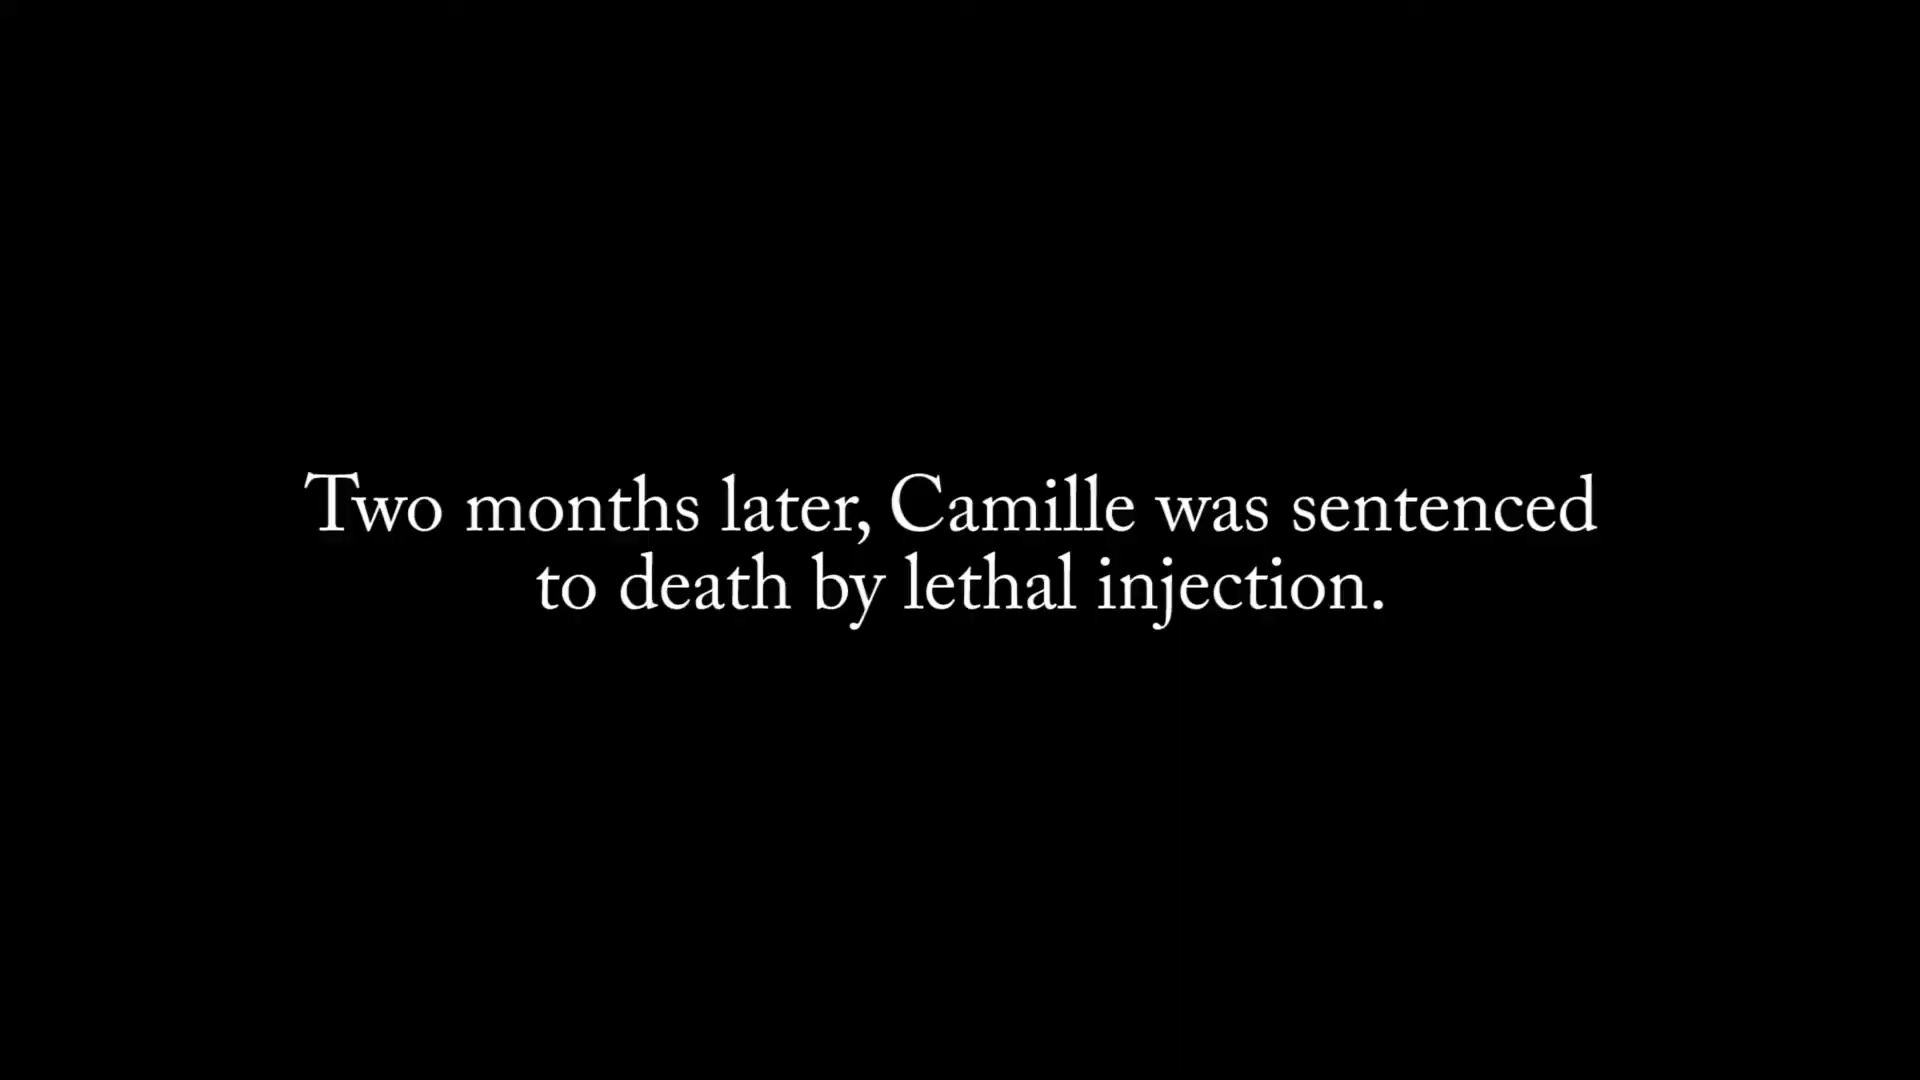 Two months later, Camille was sentenced
to death by lethal injection.